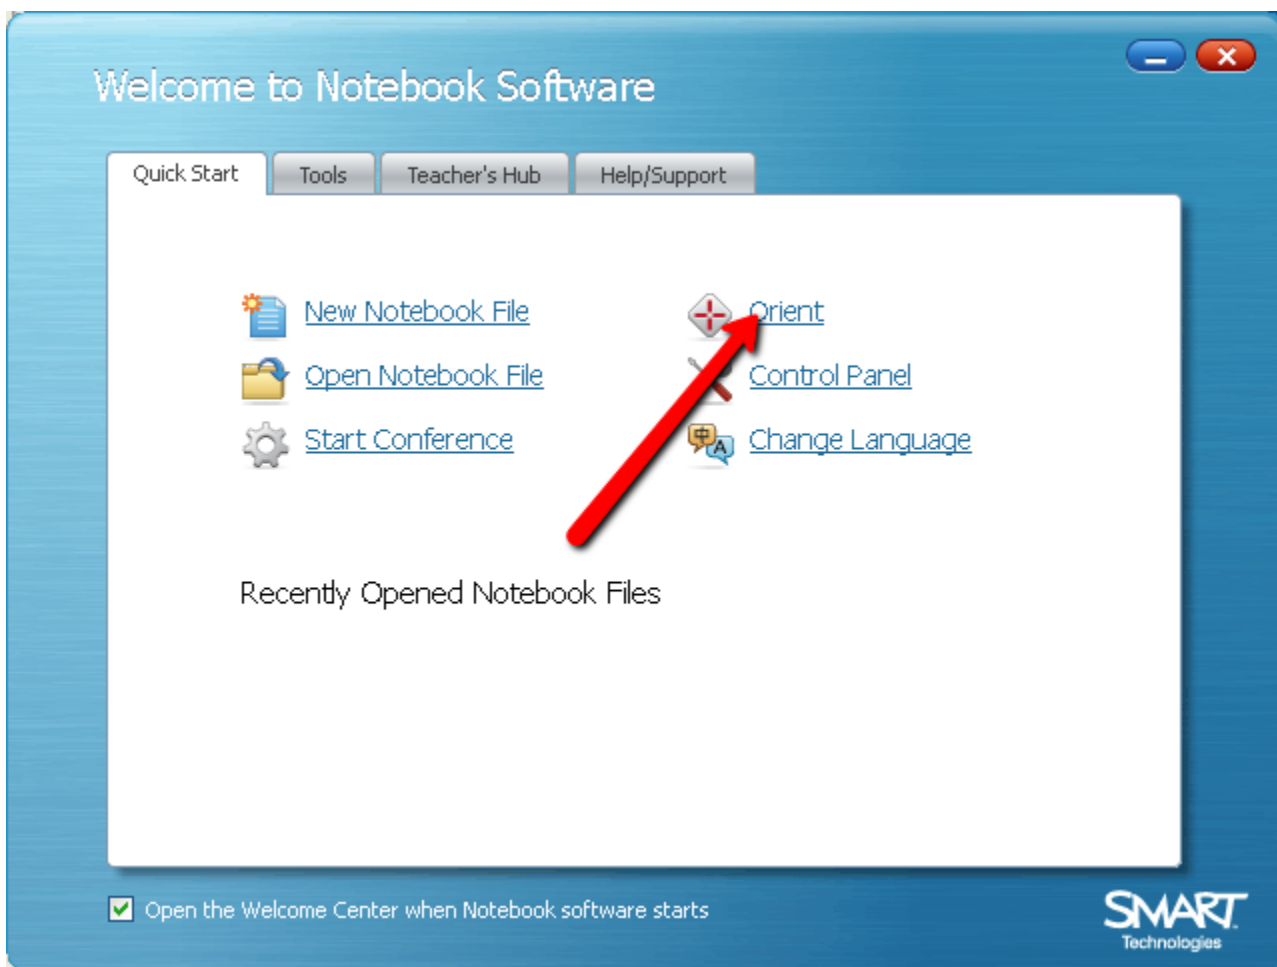 Welcome to Notebook Software
Quick Start Tools Teacher's Hub Help/Support
New Notebook File Orient
Open Notebook File Control Panel
Start Conference Change Language
Recently Opened Notebook Files
Open the Welcome Center when Notebook software starts
SMART
Technologies